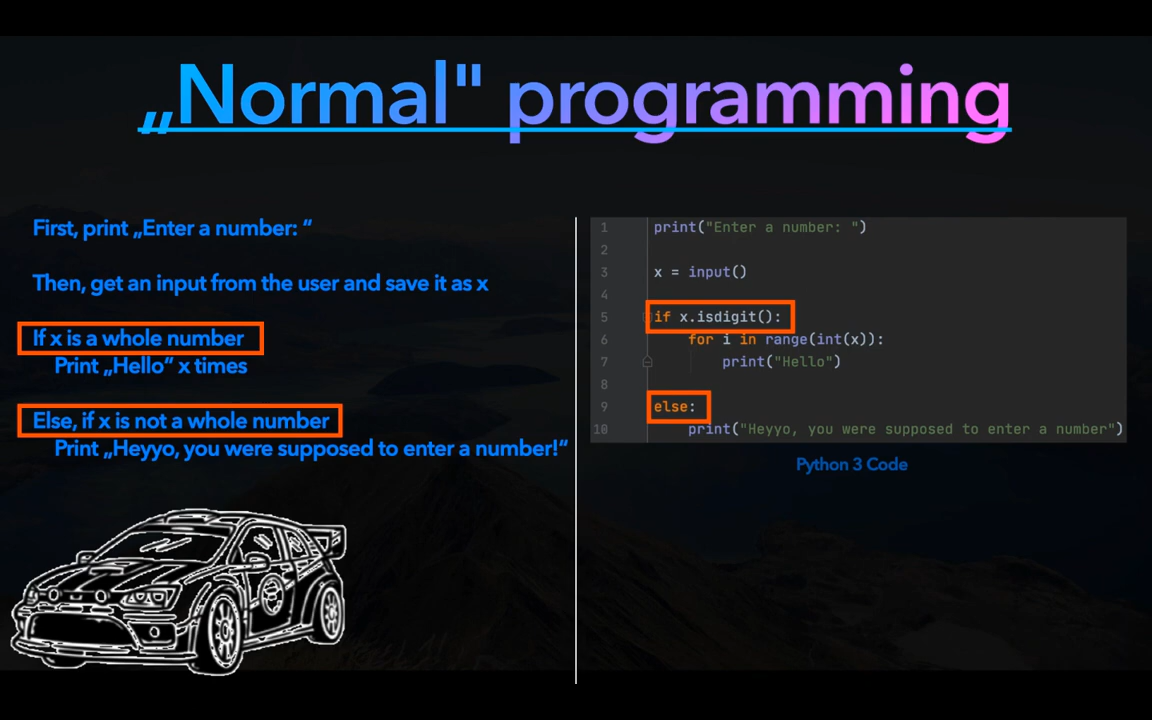 „Normal" programming
First, print „Enter a number: “
Then, get an input from the user and save it as x
If x is a whole number
Print „Hello“ x times
Else, if x is not a whole number
Print „Heyyo, you were supposed to enter a number!“
1 print("Enter a number: ")
2
3 x = input()
4
5 if x.isdigit():
6 for i in range(int(x)):
7 print("Hello")
8
9 else:
10 print("Heyyo, you were supposed to enter a number")
Python 3 Code